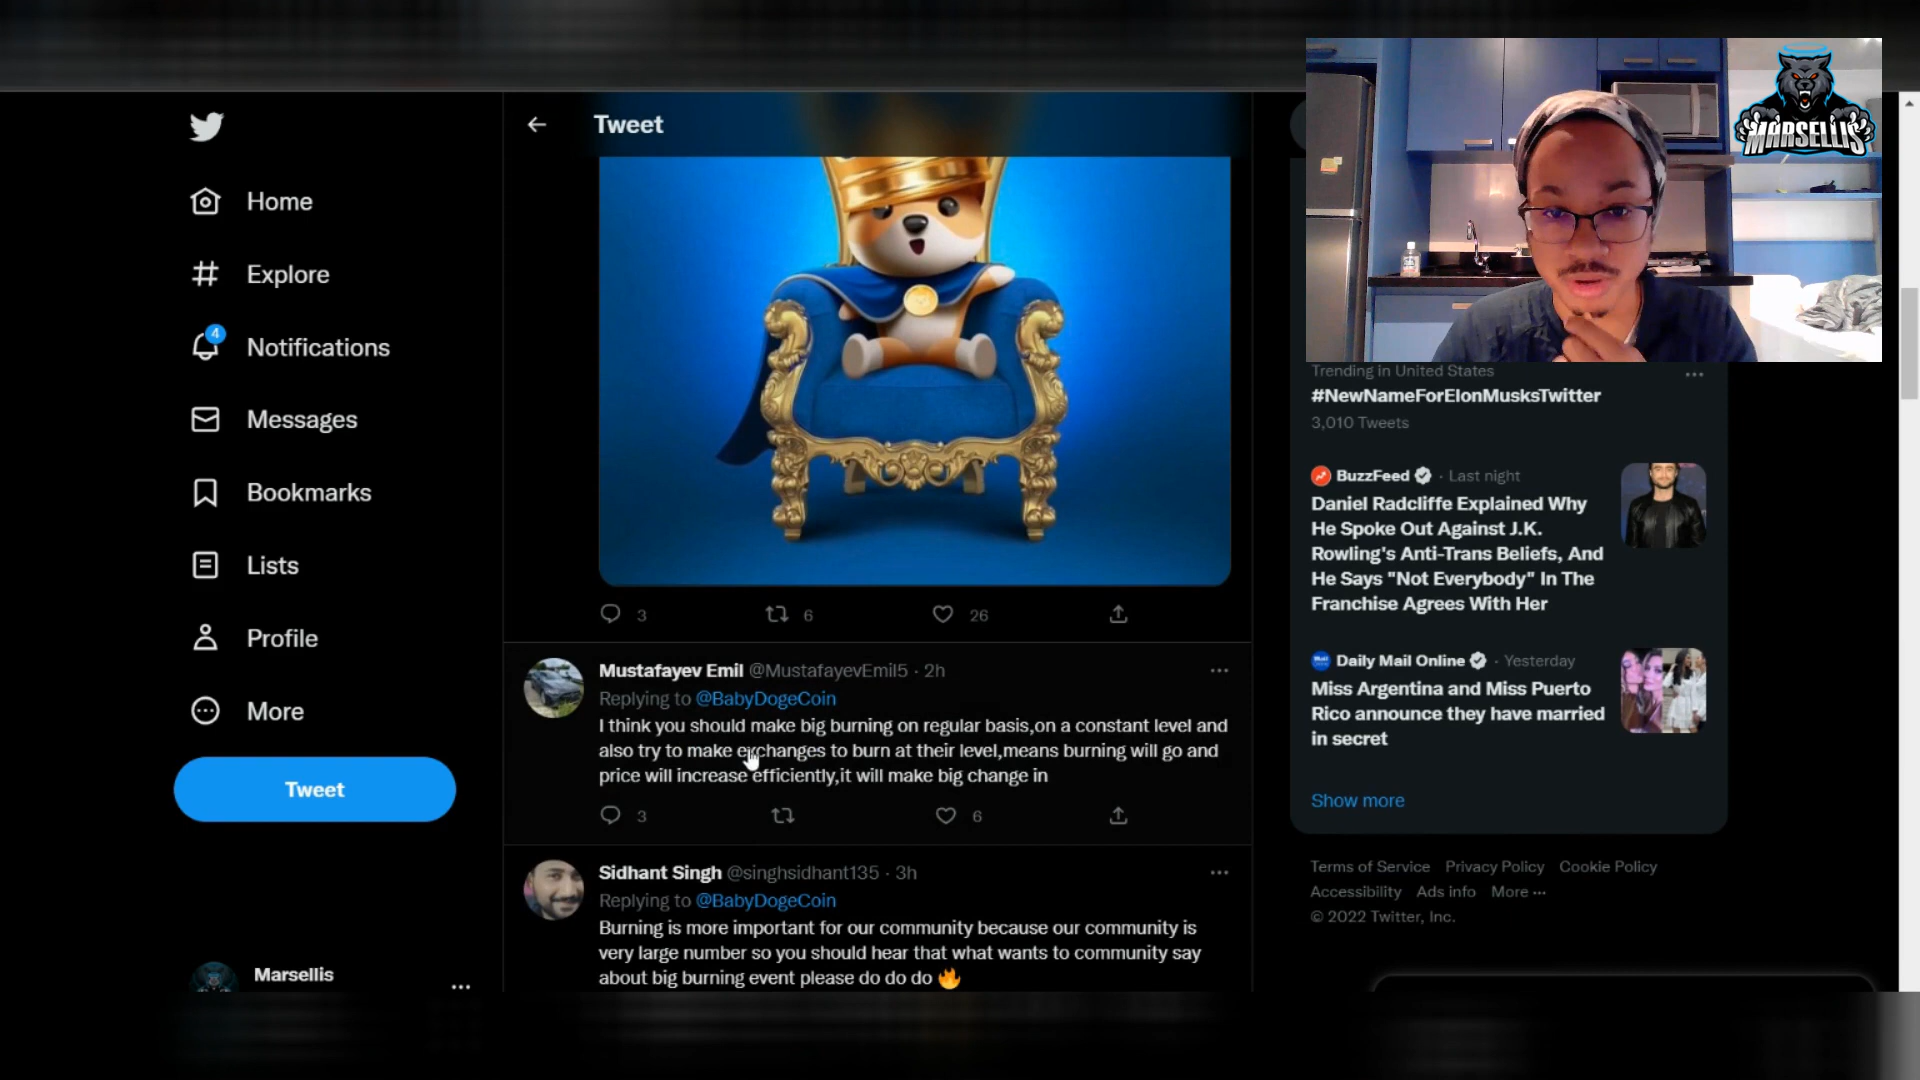 Tweet
MARSELLIS
Home
Explore
4
Notifications
Messages
Bookmarks
Lists
Profile
More
Tweet
Marsellis
3
6
26
Mustafayev Emil @MustafayevEmil5 · 2h
Replying to @BabyDogeCoin
I think you should make big burning on regular basis,on a constant level and
also try to make exchanges to burn at their level,means burning will go and
price will increase efficiently,it will make big change in
3
6
Sidhant Singh @singhsidhant135 · 3h
Replying to @BabyDogeCoin
Burning is more important for our community because our community is
very large number so you should hear that what wants to community say
about big burning event please do do do 🔥
Trending in United States
#NewNameForElonMusksTwitter
3,010 Tweets
BuzzFeed · Last night
Daniel Radcliffe Explained Why
He Spoke Out Against J.K.
Rowling's Anti-Trans Beliefs, And
He Says "Not Everybody" In The
Franchise Agrees With Her
Daily Mail Online · Yesterday
Miss Argentina and Miss Puerto
Rico announce they have married
in secret
Show more
Terms of Service Privacy Policy Cookie Policy
Accessibility Ads info More ···
© 2022 Twitter, Inc.